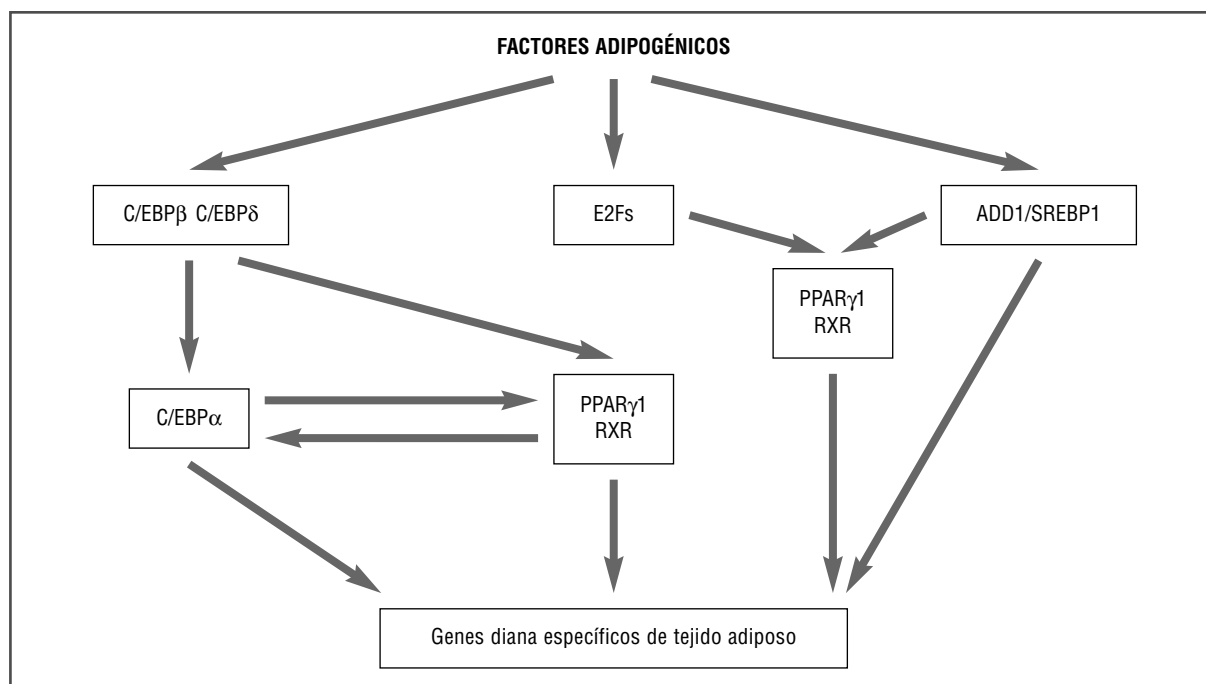 FACTORES ADIPOGÉNICOS
C/EBPβ C/EBPδ
E2Fs
ADD1/SREBP1
PPARγ1
RXR
C/EBPα
PPARγ1
RXR
Genes diana específicos de tejido adiposo